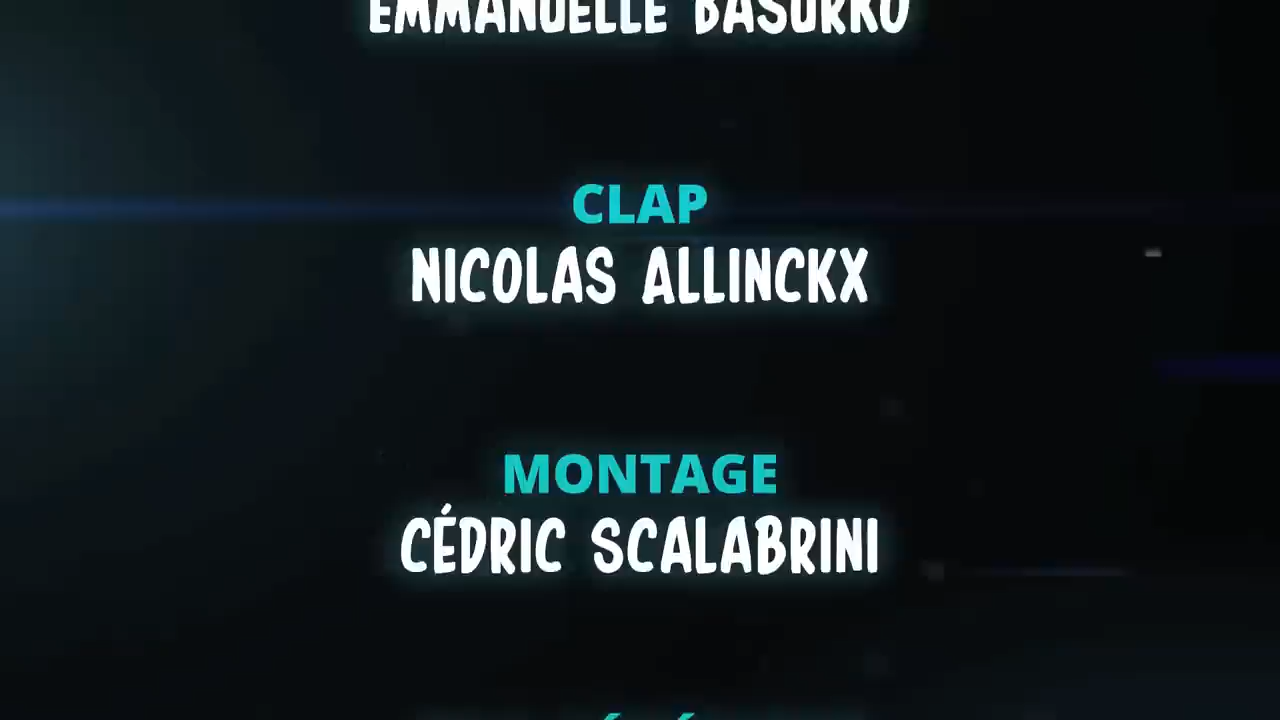 EMMANUELLE BASURKO
CLAP
NICOLAS ALLINCKX
MONTAGE
CÉDRIC SCALABRINI